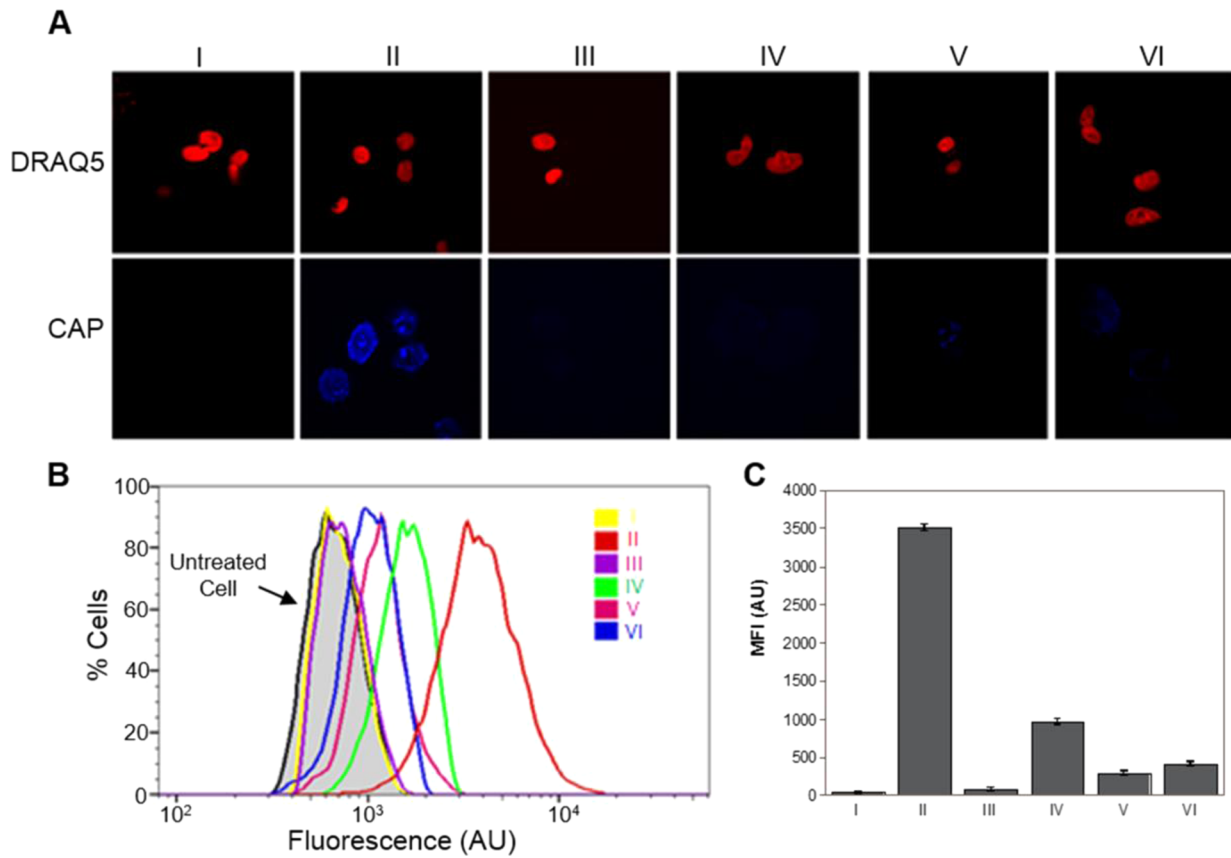 A
I II III IV V VI
DRAQ5
CAP
B
100
80
60
40
20
0
% Cells
Untreated
Cell
I
II
III
IV
V
VI
10²
10³
10⁴
Fluorescence (AU)
C
4000
3500
3000
2500
2000
1500
1000
500
0
MFI (AU)
I II III IV V VI